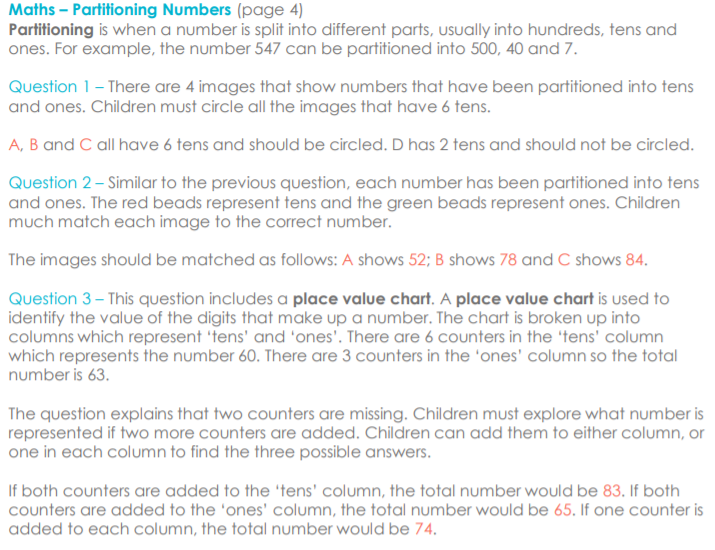 Maths – Partitioning Numbers (page 4)
Partitioning is when a number is split into different parts, usually into hundreds, tens and
ones. For example, the number 547 can be partitioned into 500, 40 and 7.
Question 1 – There are 4 images that show numbers that have been partitioned into tens
and ones. Children must circle all the images that have 6 tens.
A, B and C all have 6 tens and should be circled. D has 2 tens and should not be circled.
Question 2 – Similar to the previous question, each number has been partitioned into tens
and ones. The red beads represent tens and the green beads represent ones. Children
much match each image to the correct number.
The images should be matched as follows: A shows 52; B shows 78 and C shows 84.
Question 3 – This question includes a place value chart. A place value chart is used to
identify the value of the digits that make up a number. The chart is broken up into
columns which represent ‘tens’ and ‘ones’. There are 6 counters in the ‘tens’ column
which represents the number 60. There are 3 counters in the ‘ones’ column so the total
number is 63.
The question explains that two counters are missing. Children must explore what number is
represented if two more counters are added. Children can add them to either column, or
one in each column to find the three possible answers.
If both counters are added to the ‘tens’ column, the total number would be 83. If both
counters are added to the ‘ones’ column, the total number would be 65. If one counter is
added to each column, the total number would be 74.